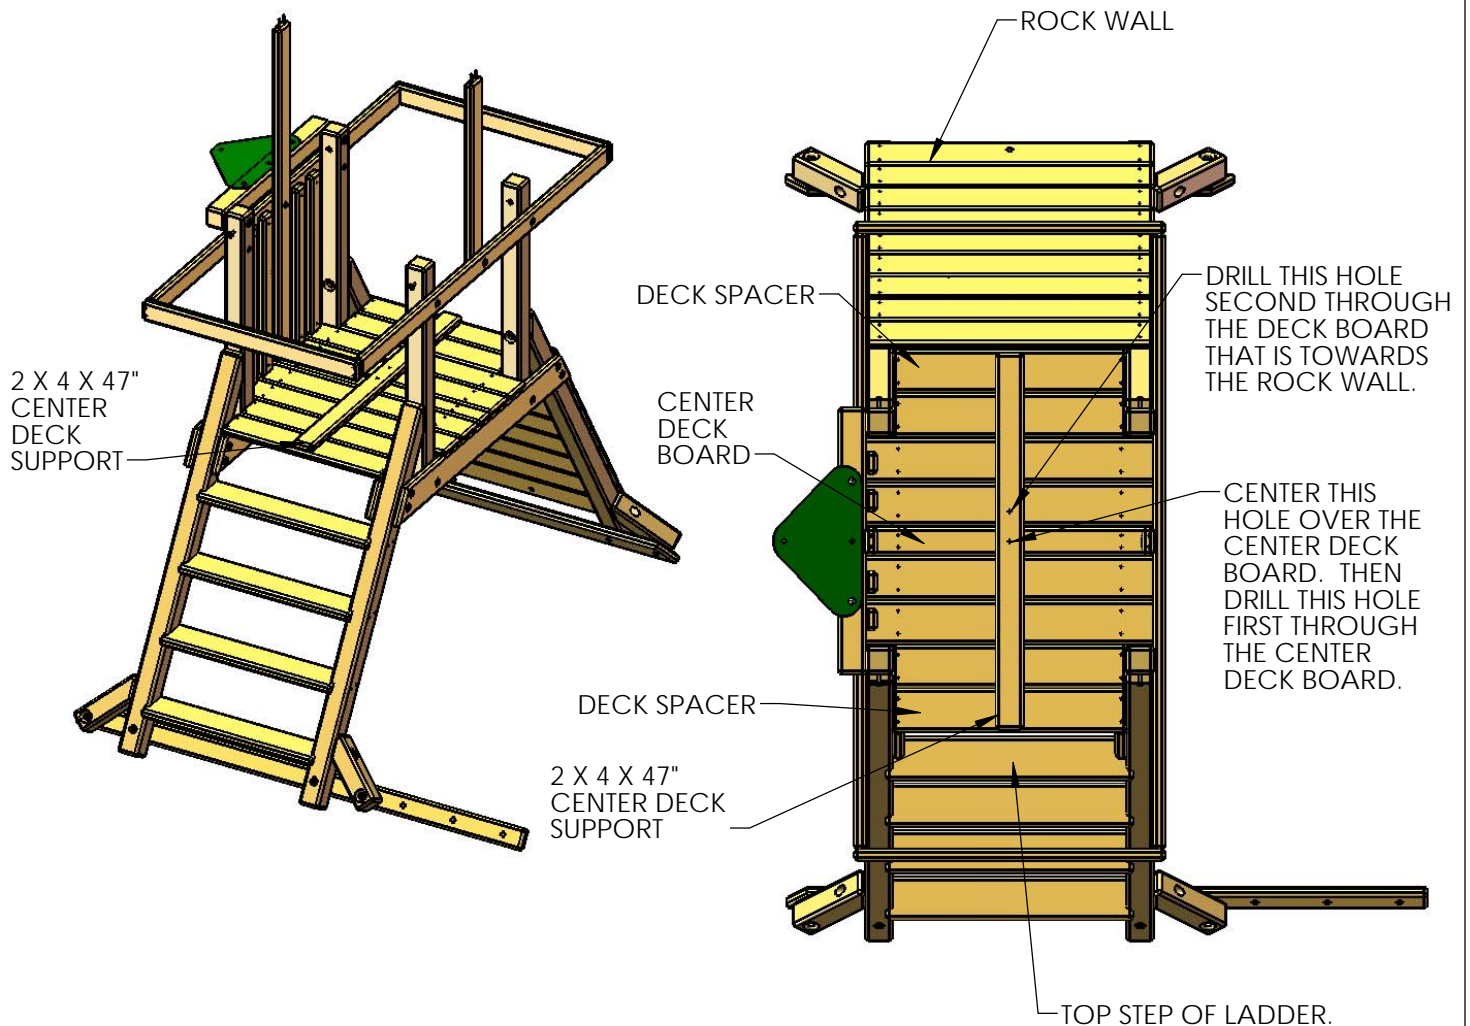 ROCK WALL
DECK SPACER
DRILL THIS HOLE
SECOND THROUGH
THE DECK BOARD
THAT IS TOWARDS
THE ROCK WALL.
2 X 4 X 47"
CENTER
DECK
SUPPORT
CENTER
DECK
BOARD
CENTER THIS
HOLE OVER THE
CENTER DECK
BOARD. THEN
DRILL THIS HOLE
FIRST THROUGH
THE CENTER
DECK BOARD.
DECK SPACER
2 X 4 X 47"
CENTER DECK
SUPPORT
TOP STEP OF LADDER.